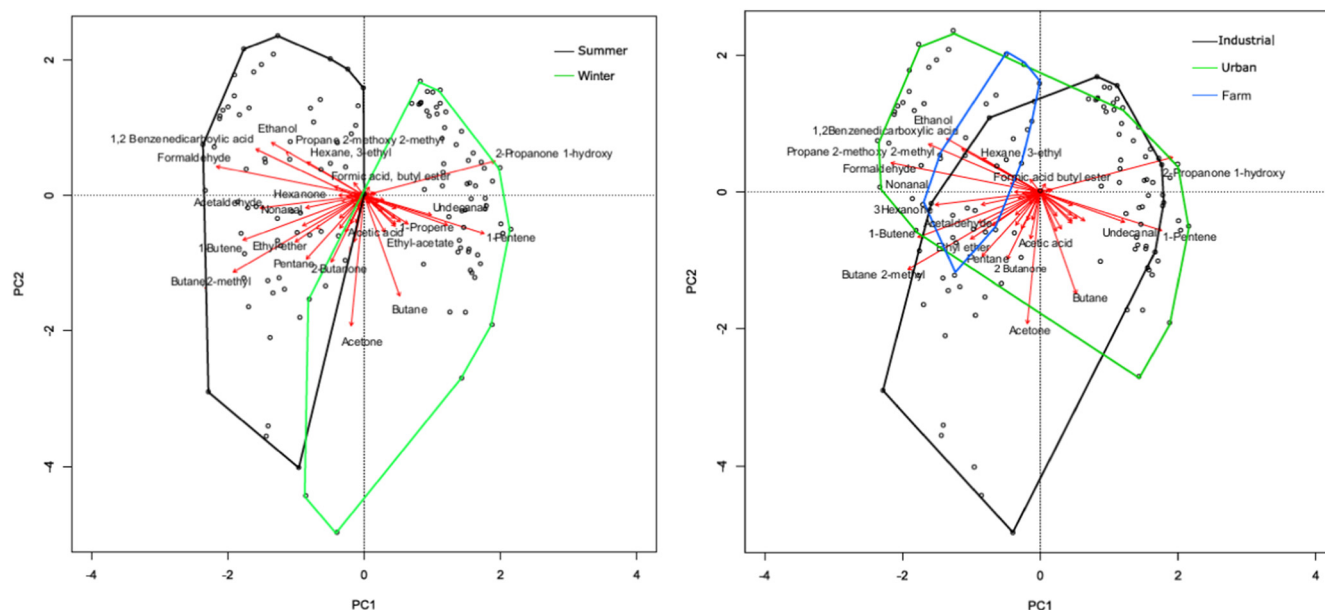 Summer
Winter
2
0
-2
-4
PC2
-4
-2
0
2
4
PC1
Ethanol
1,2 Benzenedicarboylic acid
Propane 2-methoxy 2-methyl
Formaldehyde
Hexane, 3-ethyl
2-Propanone 1-hydroxy
Formic acid, butyl ester
Hexanone
Acetaldehyde
Nonanal
Undecanal
1-Properie
Acetic acid
1-Pentene
1-Butene
Ethyl-ether
Ethyl-acetate
Pentane
2-Butanone
Butane,2-methyl
Butane
Acetone
Industrial
Urban
Farm
2
0
-2
-4
PC2
-4
-2
0
2
4
PC1
Ethanol
1,2Benzenedicarboxylic acid
Propane 2-methoxy 2-methyl
Hexane, 3-ethyl
Formaldehyde
Formic acid butyl ester
2-Propanone 1-hydroxy
Nonanal
3Hexanone
Acetaldehyde
1-Butene
Acetic acid
Undecanal
1-Pentene
Ethyl ether
Pentane
2 Butanone
Butane 2-methyl
Butane
Acetone